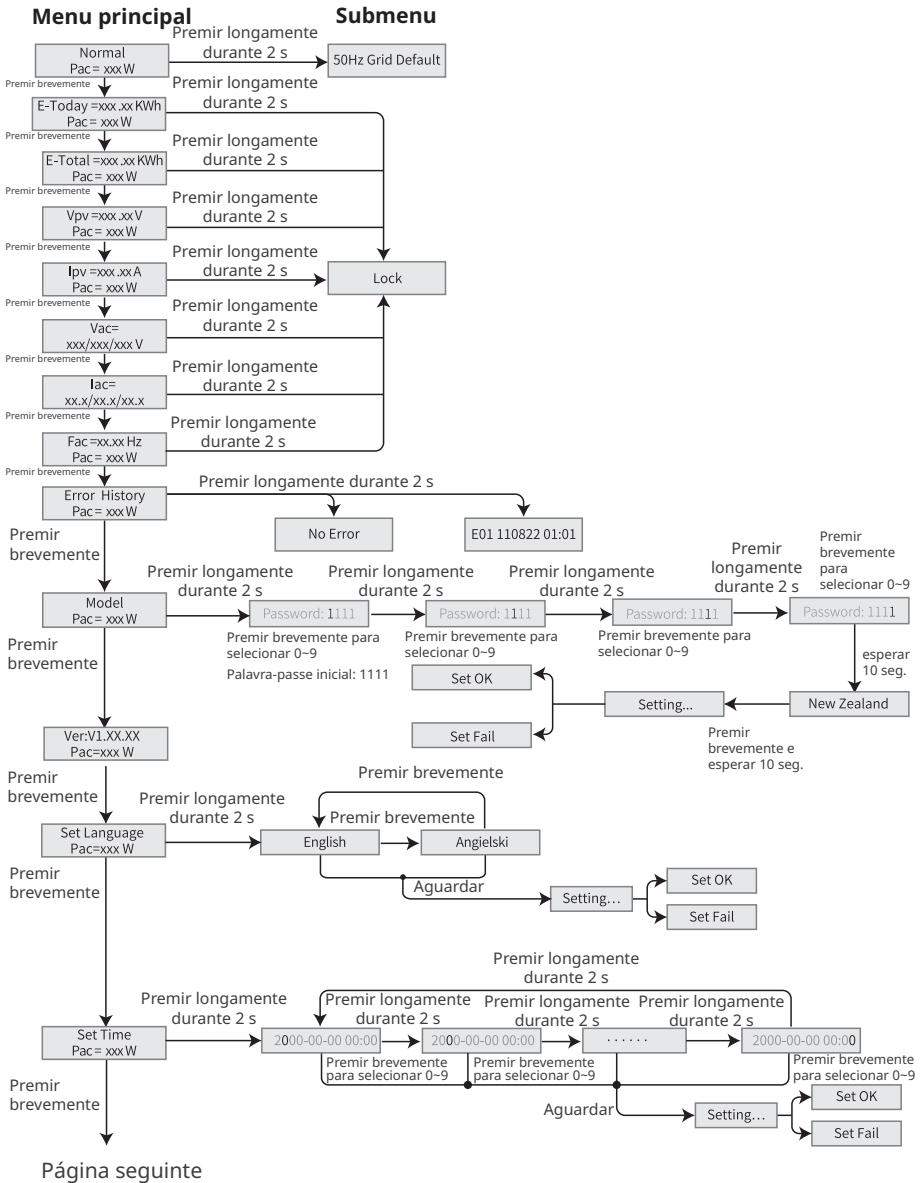 Menu principal
Submenu
Premir longamente
durante 2 s
Normal
Pac= xxx W
50Hz Grid Default
Premir brevemente
Premir longamente
durante 2 s
E-Today =xxx.xx KWh
Pac= xxx W
Premir brevemente
Premir longamente
durante 2 s
E-Total =xxx.xx KWh
Pac= xxx W
Premir brevemente
Premir longamente
durante 2 s
Vpv =xxx.xx V
Pac= xxx W
Premir brevemente
Premir longamente
durante 2 s
Ipv =xxx.xx A
Pac= xxx W
Lock
Premir brevemente
Premir longamente
durante 2 s
Vac=
xxx/xxx/xxx V
Premir brevemente
Premir longamente
durante 2 s
Iac=
xx.x/xx.x/xx.x
Premir brevemente
Premir longamente
durante 2 s
Fac =xx.xx Hz
Pac= xxx W
Premir brevemente
Premir longamente durante 2 s
Error History
Pac= xxx W
No Error
E01 110822 01:01
Premir
brevemente
Premir longamente
durante 2 s
Premir longamente
durante 2 s
Premir longamente
durante 2 s
Premir
longamente
durante 2 s
Premir
brevemente
para
selecionar 0~9
Model
Pac= xxx W
Password: 1111
Password: 1111
Password: 1111
Password: 1111
Premir brevemente para
selecionar 0~9
Palavra-passe inicial: 1111
Premir brevemente para
selecionar 0~9
Premir brevemente para
selecionar 0~9
Premir
brevemente
esperar
10 seg.
Set OK
Setting...
New Zealand
Set Fail
Premir
brevemente e
esperar 10 seg.
Ver:V1.XX.XX
Pac=xxx W
Premir
brevemente
Premir brevemente
Premir longamente
durante 2 s
Premir brevemente
Set Language
Pac=xxx W
English
Angielski
Premir
brevemente
Aguardar
Setting...
Set OK
Set Fail
Premir longamente
durante 2 s
Premir longamente
durante 2 s
Premir longamente
durante 2 s
Premir longamente
durante 2 s
Premir longamente
durante 2 s
Set Time
Pac= xxx W
2000-00-00 00:00
2000-00-00 00:00
......
2000-00-00 00:00
Premir brevemente
para selecionar 0~9
Premir brevemente
para selecionar 0~9
Premir brevemente
para selecionar 0~9
Premir
brevemente
Aguardar
Setting...
Set OK
Set Fail
Página seguinte